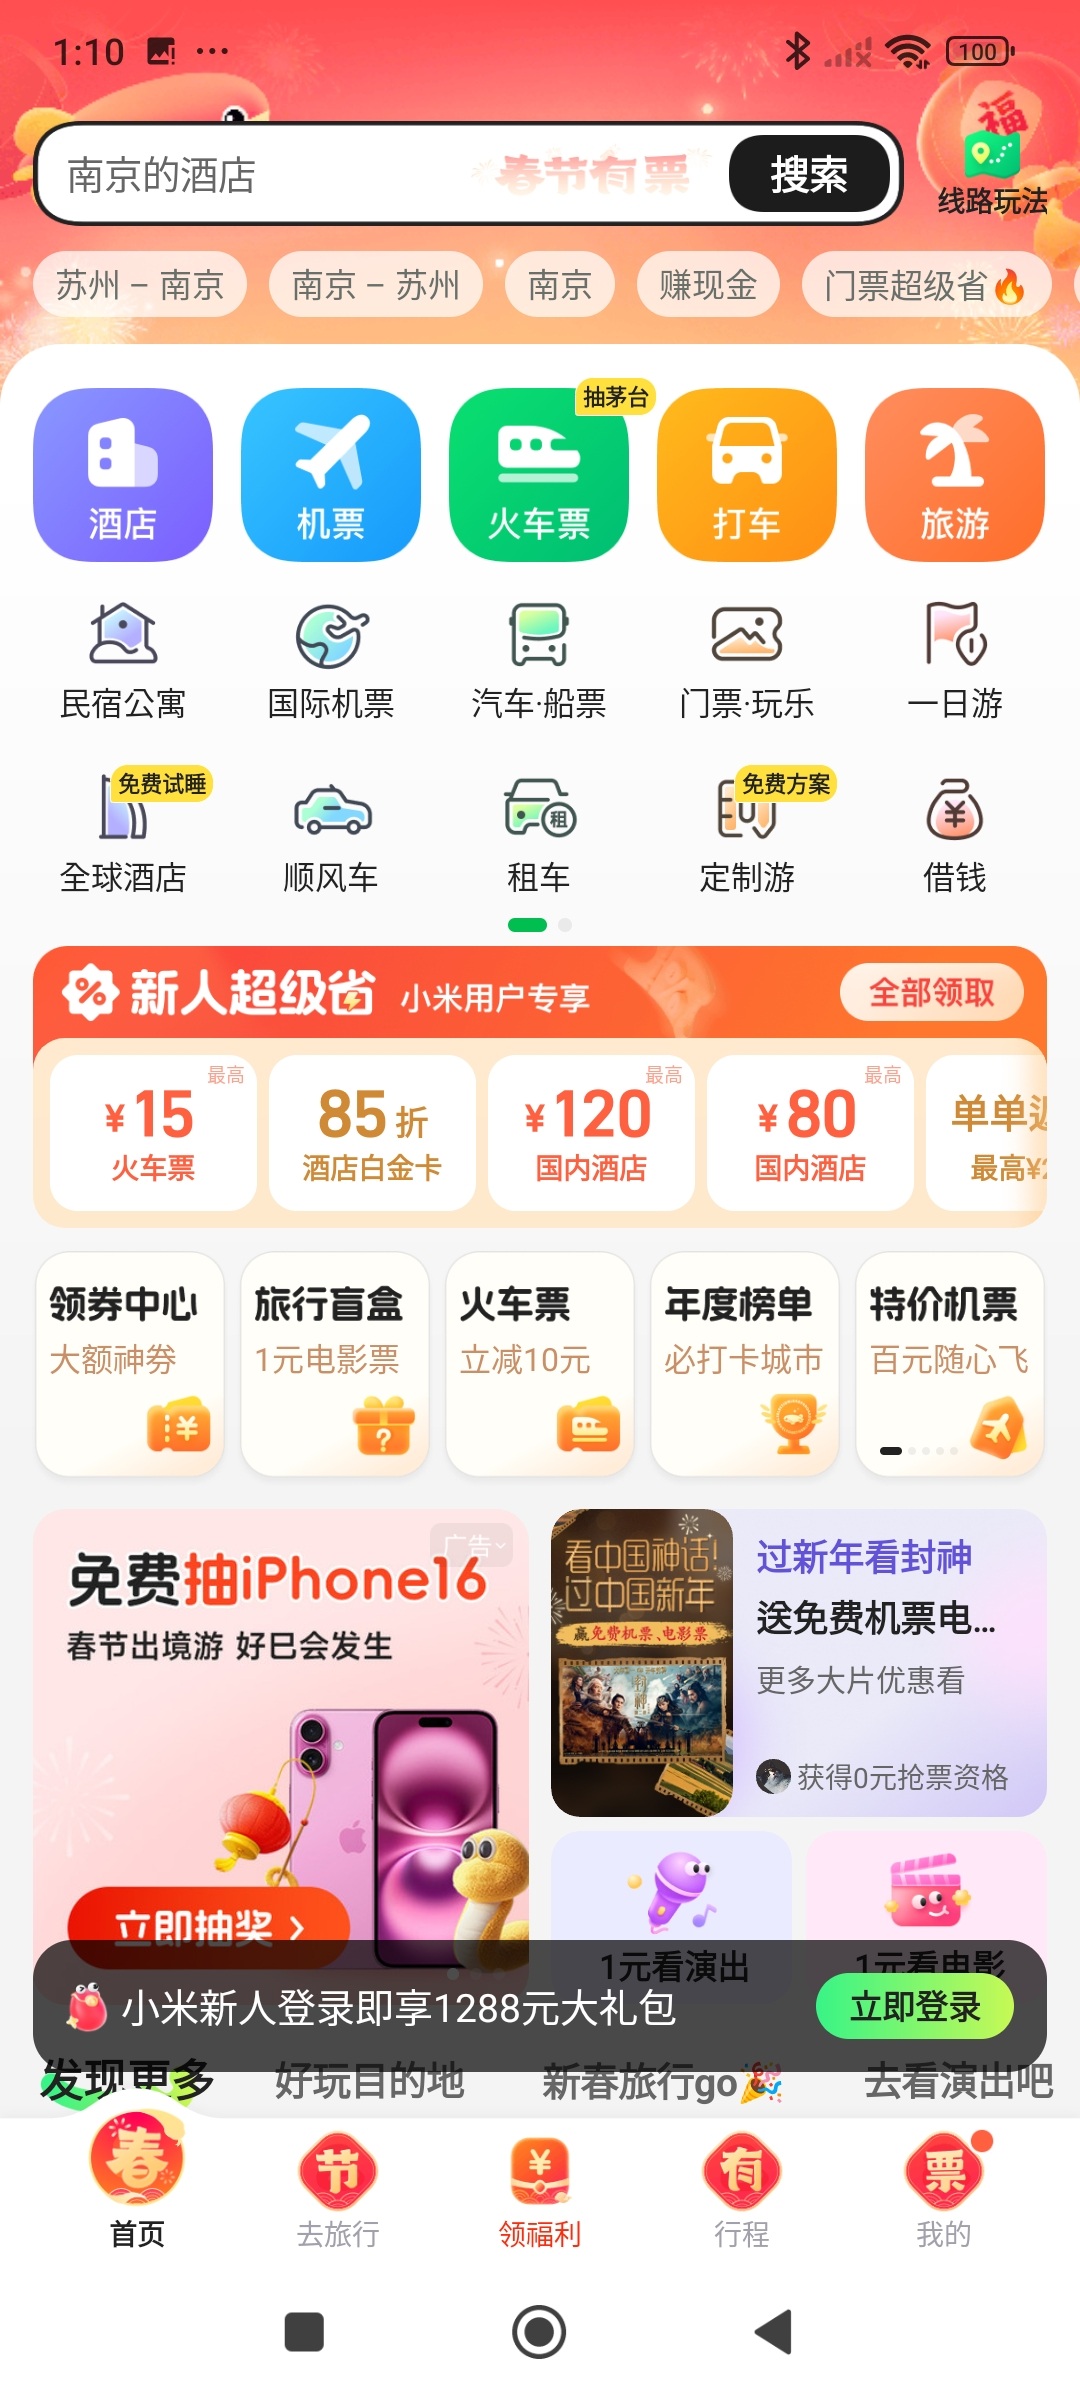 1:10
100
福
南京的酒店
春节有票
搜索
线路玩法
苏州 – 南京
南京 – 苏州
南京
赚现金
门票超级省🔥
抽茅台
酒店
机票
火车票
打车
旅游
民宿公寓
国际机票
汽车·船票
门票·玩乐
一日游
免费试睡
租
免费方案
全球酒店
顺风车
租车
定制游
借钱
新人超级省
小米用户专享
全部领取
最高
¥15
火车票
85折
酒店白金卡
最高
¥120
国内酒店
最高
¥80
国内酒店
单单返
最高¥2
领券中心
大额神券
旅行盲盒
1元电影票
火车票
立减10元
年度榜单
必打卡城市
特价机票
百元随心飞
广告
免费抽iPhone16
春节出境游 好巳会发生
立即抽奖
看中国神话!
过中国新年
赢免费机票、电影票
封神
过新年看封神
送免费机票电...
更多大片优惠看
获得0元抢票资格
1元看演出
1元看电影
小米新人登录即享1288元大礼包
立即登录
发现更多
好玩目的地
新春旅行go🎉
去看演出吧
春
节
有
票
首页
去旅行
领福利
行程
我的